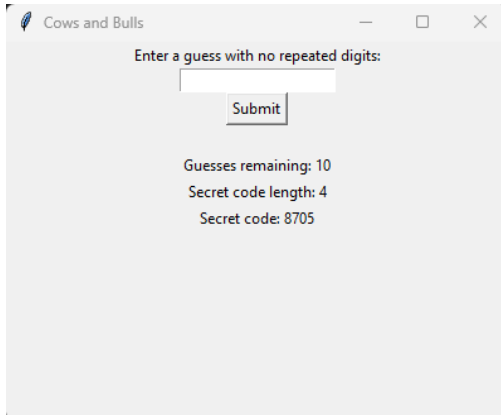 Cows and Bulls
Enter a guess with no repeated digits:
Submit
Guesses remaining: 10
Secret code length: 4
Secret code: 8705